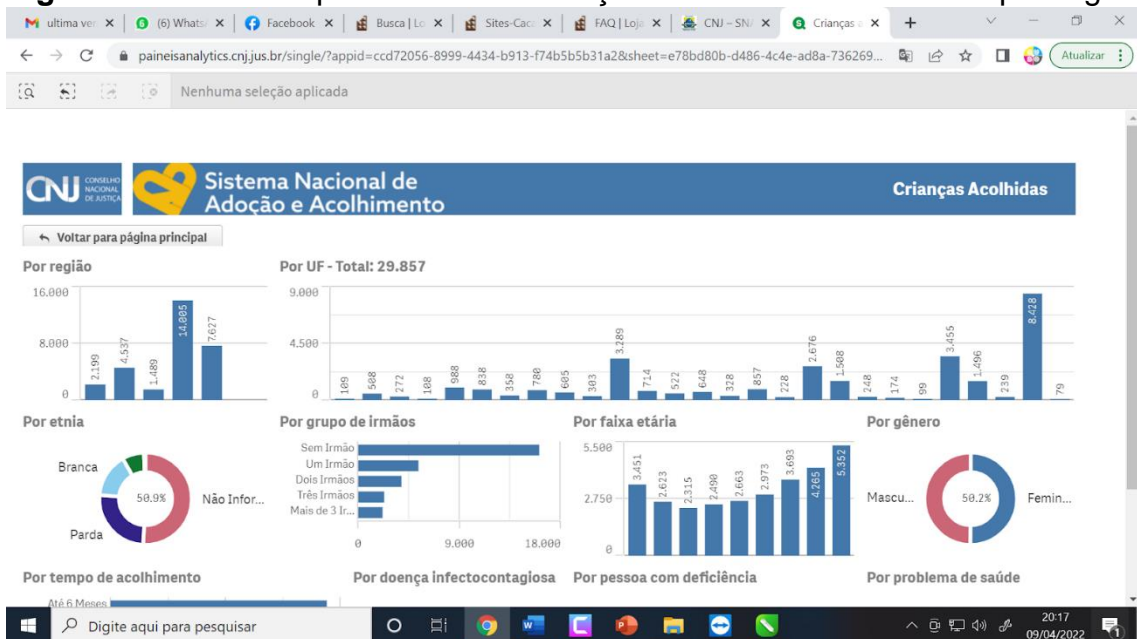 ultima ver
(6) Whats
Facebook
Busca | Lo
Sites-Cac
FAQ | Loja
CNJ – SN
Crianças
paineisanalytics.cnj.jus.br/single/?appid=ccd72056-8999-4434-b913-f74b5b5b31a2&sheet=e78bd80b-d486-4c4e-ad8a-736269...
Atualizar
Nenhuma seleção aplicada
CNJ CONSELHO NACIONAL DE JUSTIÇA
Sistema Nacional de
Adoção e Acolhimento
Crianças Acolhidas
Voltar para página principal
Por região
16.000
8.000
0
2.199
4.537
1.489
14.005
7.627
Por UF - Total: 29.857
9.000
4.500
0
109
508
272
108
988
838
358
780
605
303
3.289
714
522
648
328
857
228
2.676
1.508
248
174
99
3.455
1.496
239
8.428
79
Por etnia
Branca
50.9%
Não Infor...
Parda
Por grupo de irmãos
Sem Irmão
Um Irmão
Dois Irmãos
Três Irmãos
Mais de 3 Ir...
0 9.000 18.000
Por faixa etária
5.500
2.750
0
3.451
2.623
2.315
2.490
2.663
2.973
3.693
4.265
5.352
Por gênero
Mascu...
50.2%
Femin...
Por tempo de acolhimento
Até 6 Meses
Por doença infectocontagiosa
Por pessoa com deficiência
Por problema de saúde
Digite aqui para pesquisar
20:17
09/04/2022